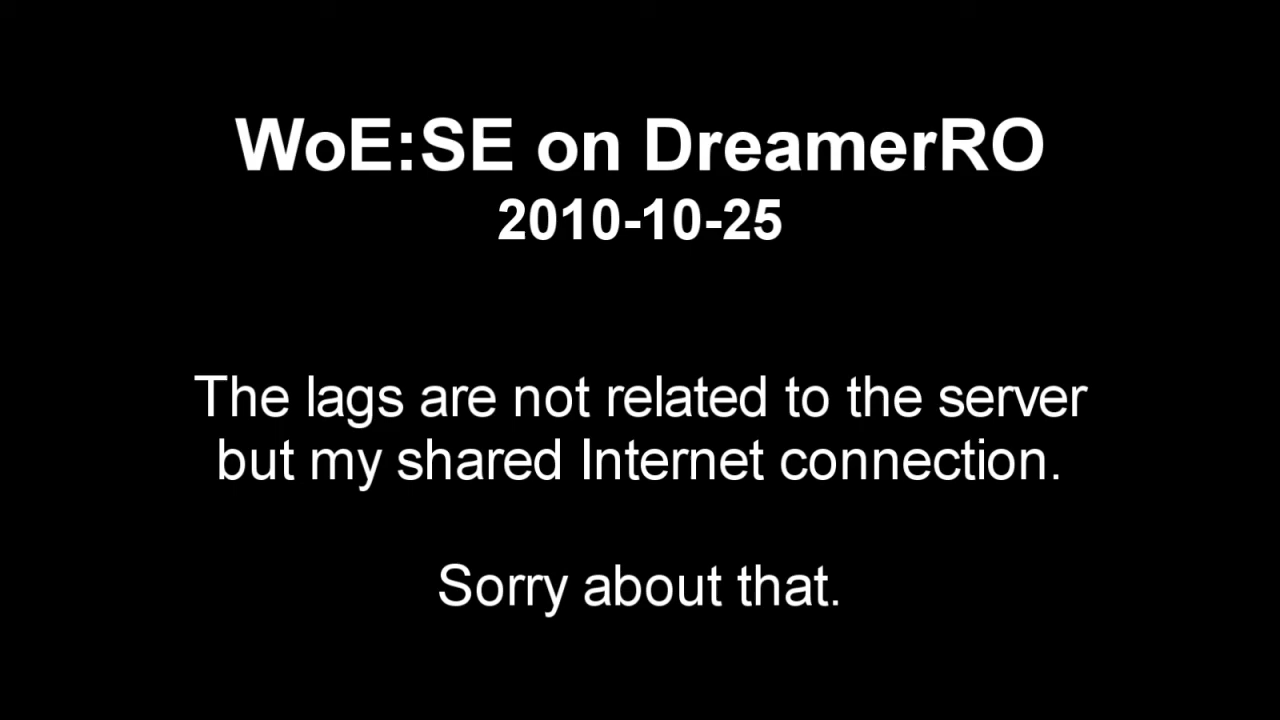 WoE:SE on DreamerRO
2010-10-25
The lags are not related to the server
but my shared Internet connection.
Sorry about that.